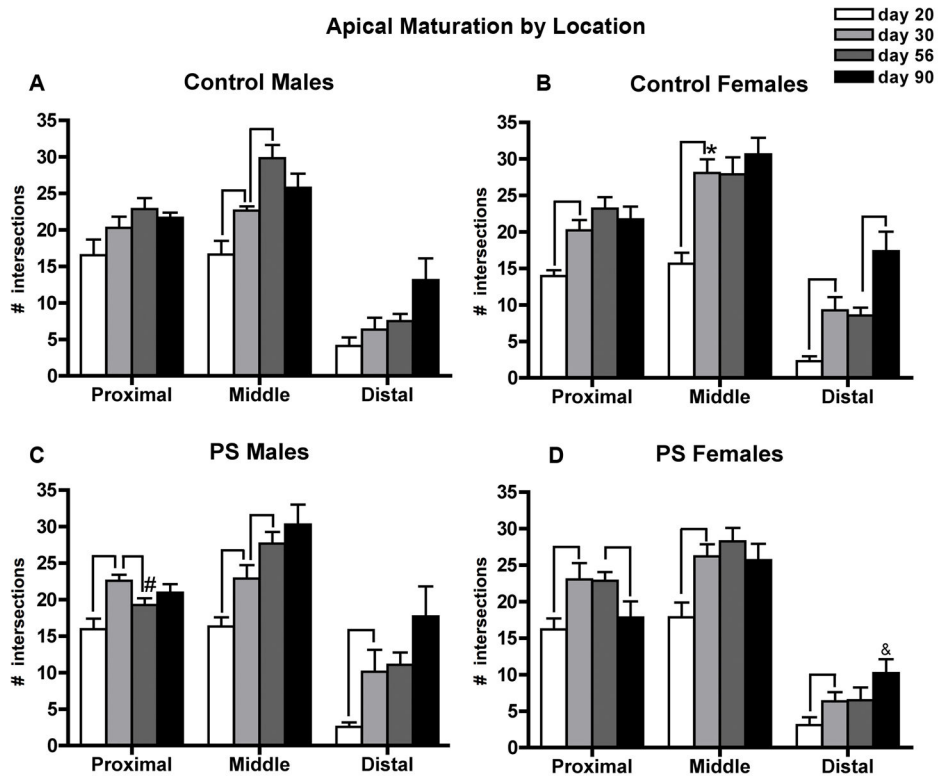 Apical Maturation by Location
day 20
day 30
day 56
day 90
A
Control Males
# intersections
35
30
25
20
15
10
5
0
Proximal
Middle
Distal
B
Control Females
# intersections
35
30
25
20
15
10
5
0
*
Proximal
Middle
Distal
C
PS Males
# intersections
35
30
25
20
15
10
5
0
#
Proximal
Middle
Distal
D
PS Females
# intersections
35
30
25
20
15
10
5
0
&
Proximal
Middle
Distal